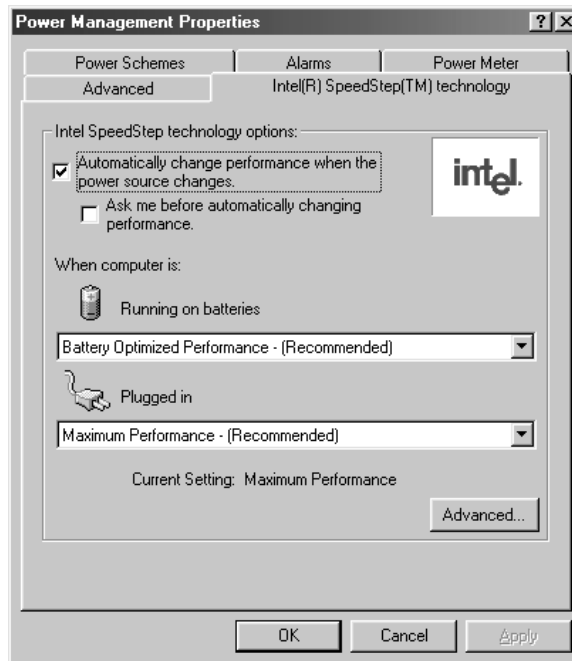 Power Management Properties
Power Schemes
Alarms
Power Meter
Advanced
Intel(R) SpeedStep(TM) technology
Intel SpeedStep technology options:
Automatically change performance when the
power source changes.
intel.
Ask me before automatically changing
performance.
When computer is:
Running on batteries
Battery Optimized Performance - (Recommended)
Plugged in
Maximum Performance - (Recommended)
Current Setting: Maximum Performance
Advanced...
OK
Cancel
Apply